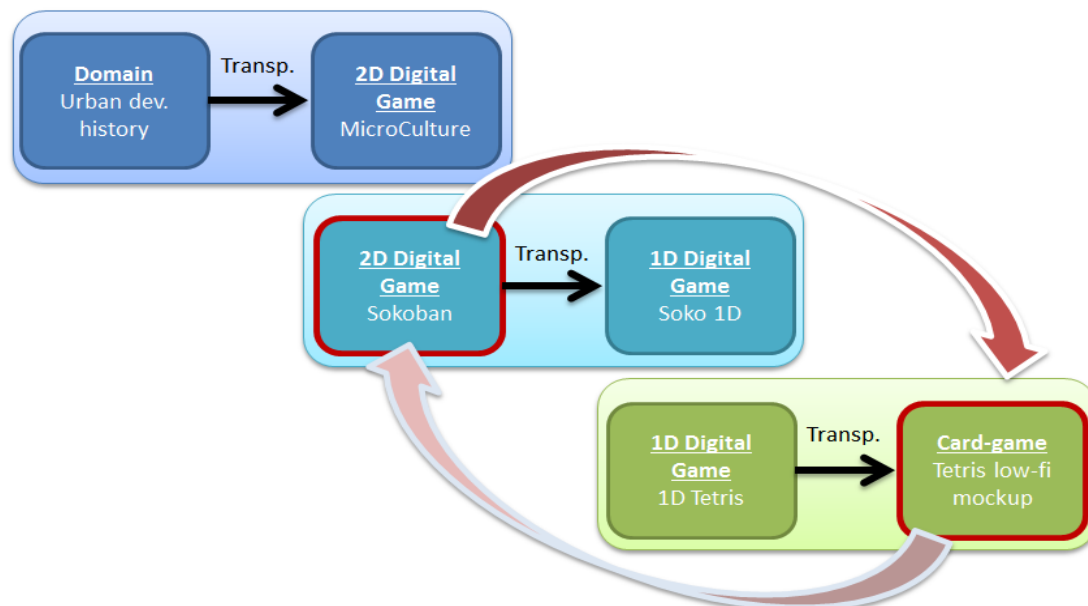 Domain
Urban dev.
history
Transp.
2D Digital
Game
MicroCulture
2D Digital
Game
Sokoban
Transp.
1D Digital
Game
Soko 1D
1D Digital
Game
1D Tetris
Transp.
Card-game
Tetris low-fi
mockup